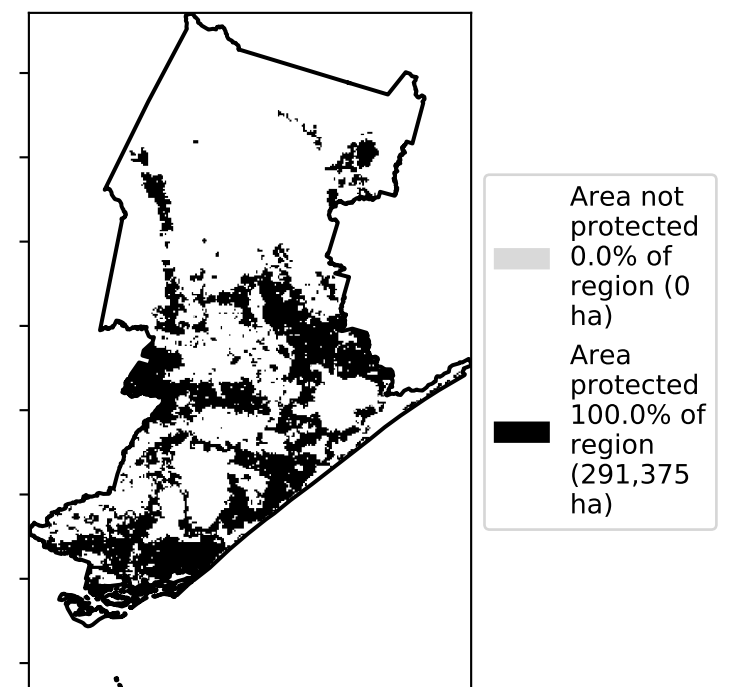 Area not
protected
0.0% of
region (0
ha)
Area
protected
100.0% of
region
(291,375
ha)